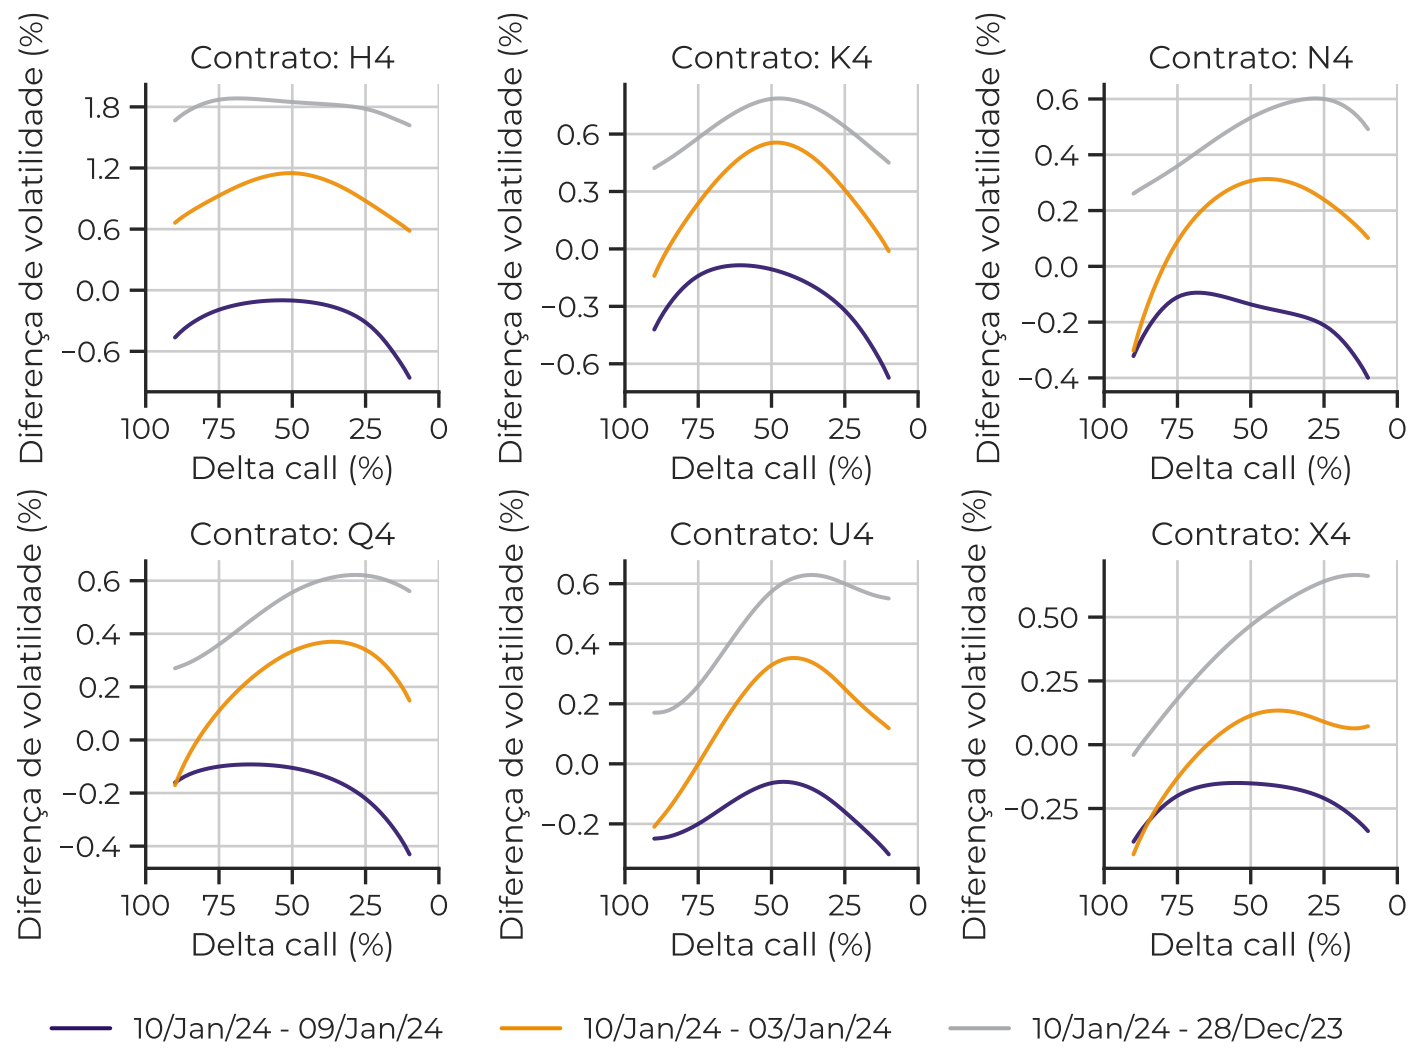 Contrato: H4
Diferença de volatilidade (%)
1.8
1.2
0.6
0.0
−0.6
100 75 50 25 0
Delta call (%)
Contrato: K4
Diferença de volatilidade (%)
0.6
0.3
0.0
−0.3
−0.6
100 75 50 25 0
Delta call (%)
Contrato: N4
Diferença de volatilidade (%)
0.6
0.4
0.2
0.0
−0.2
−0.4
100 75 50 25 0
Delta call (%)
Contrato: Q4
Diferença de volatilidade (%)
0.6
0.4
0.2
0.0
−0.2
−0.4
100 75 50 25 0
Delta call (%)
Contrato: U4
Diferença de volatilidade (%)
0.6
0.4
0.2
0.0
−0.2
100 75 50 25 0
Delta call (%)
Contrato: X4
Diferença de volatilidade (%)
0.50
0.25
0.00
−0.25
100 75 50 25 0
Delta call (%)
10/Jan/24 - 09/Jan/24
10/Jan/24 - 03/Jan/24
10/Jan/24 - 28/Dec/23